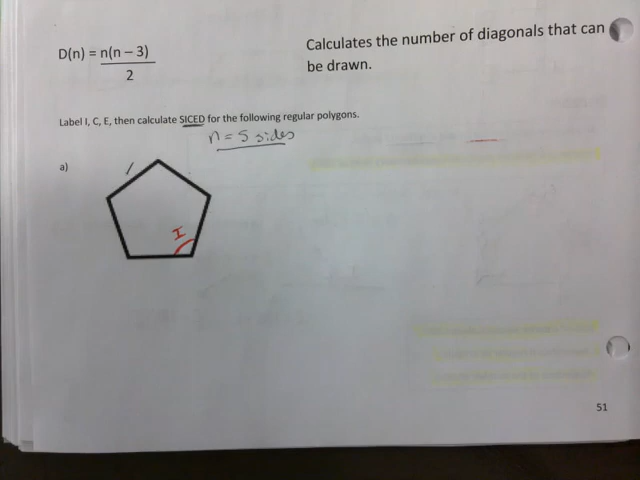 D(n) = n(n – 3)
2
Calculates the number of diagonals that can
be drawn.
Label I, C, E, then calculate SICED for the following regular polygons.
n = 5 sides
a)
I
51